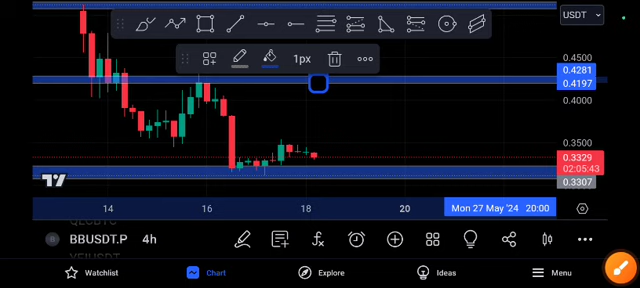 USDT
1px
0.4500
0.4281
0.4197
0.4000
0.3500
0.3329
02:05:43
0.3307
14 16 18 20 Mon 27 May '24 20:00
B BBUSDT.P 4h
Watchlist Chart Explore Ideas Menu